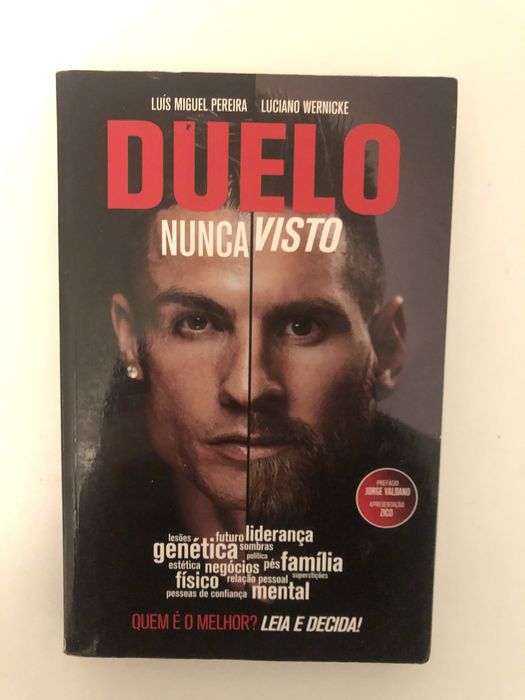 LUÍS MIGUEL PEREIRA LUCIANO WERNICKE
DUELO
NUNCA VISTO
PREFÁCIO
JORGE VALDANO
APRESENTAÇÃO
ZICO
lesões futuro liderança
genética sombras
política
estética negócios pés família
superstições
físico relação pessoal
pessoas de confiança mental
QUEM É O MELHOR? LEIA E DECIDA!